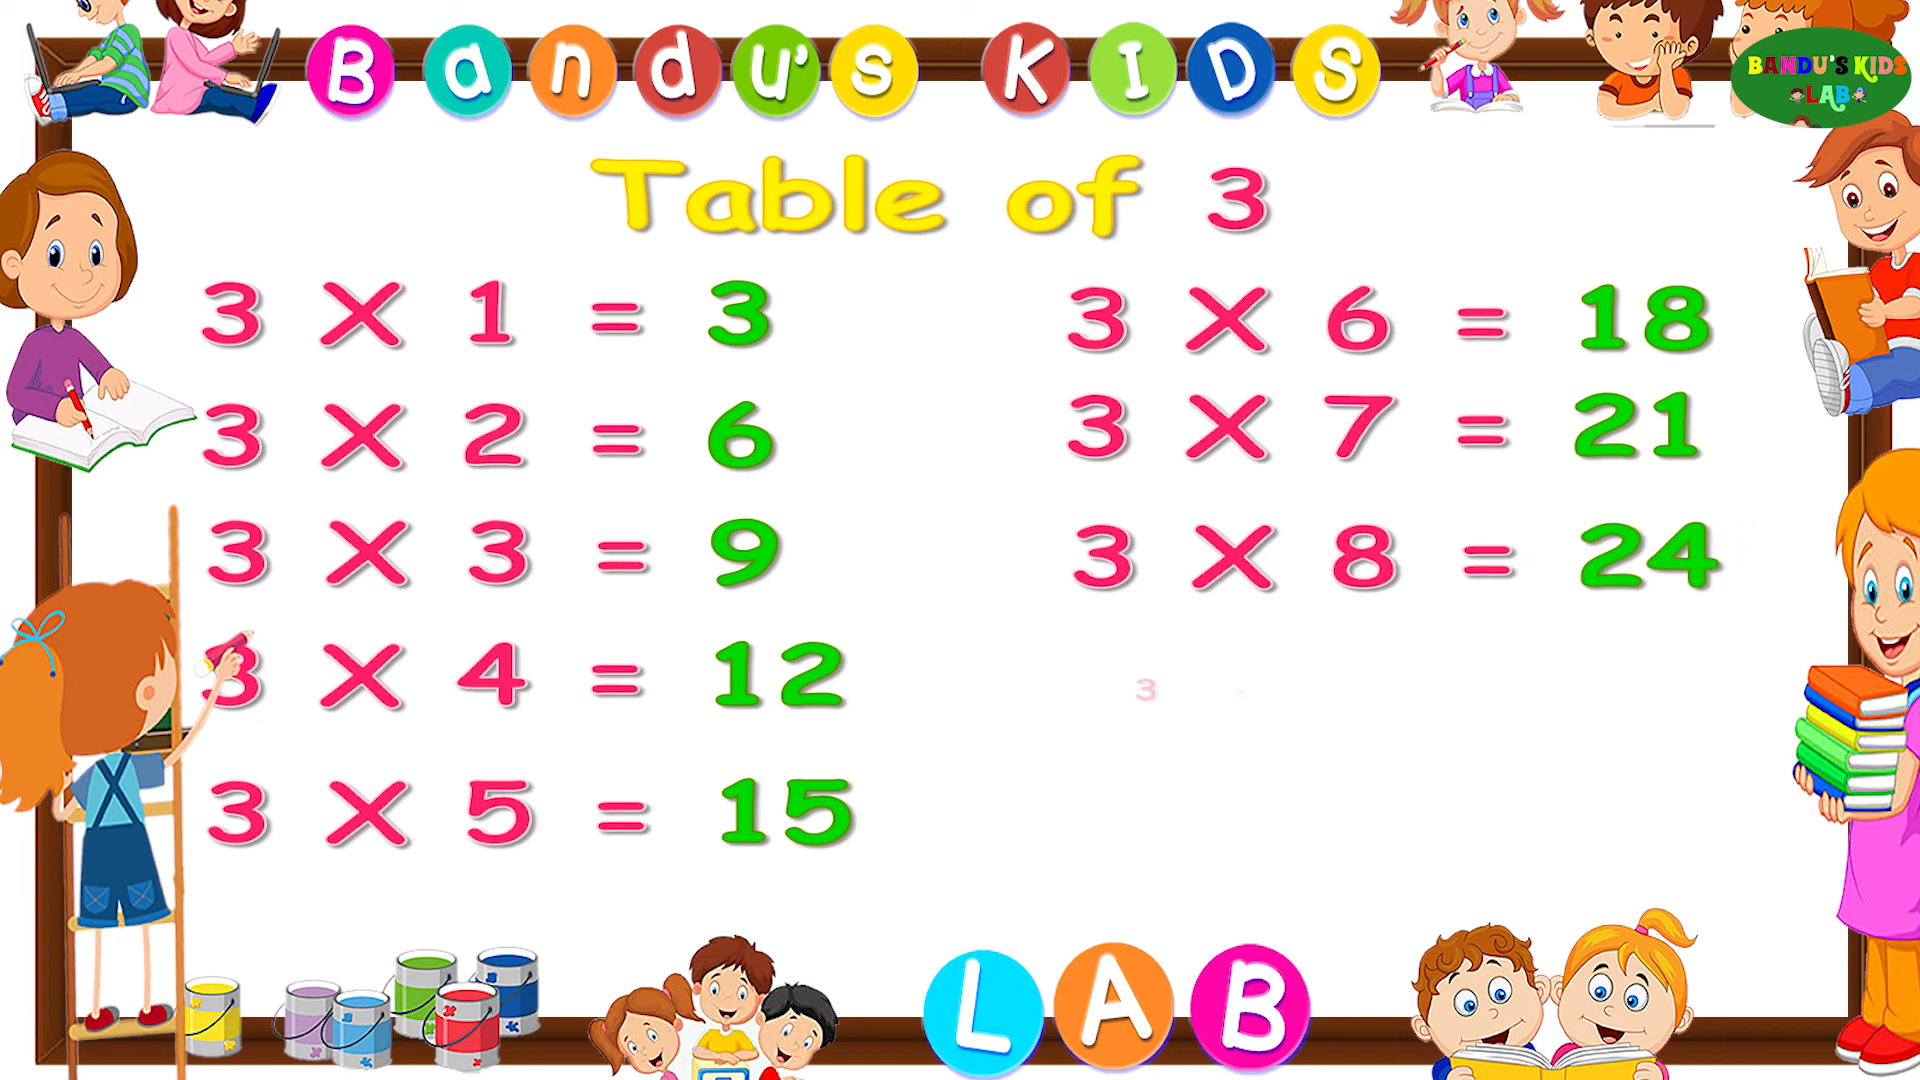 Bandu's KIDS
BANDU'S KIDS
LAB
Table of 3
3 X 1 = 3
3 X 2 = 6
3 X 3 = 9
3 X 4 = 12
3 X 5 = 15
3 X 6 = 18
3 X 7 = 21
3 X 8 = 24
3 ×
LAB